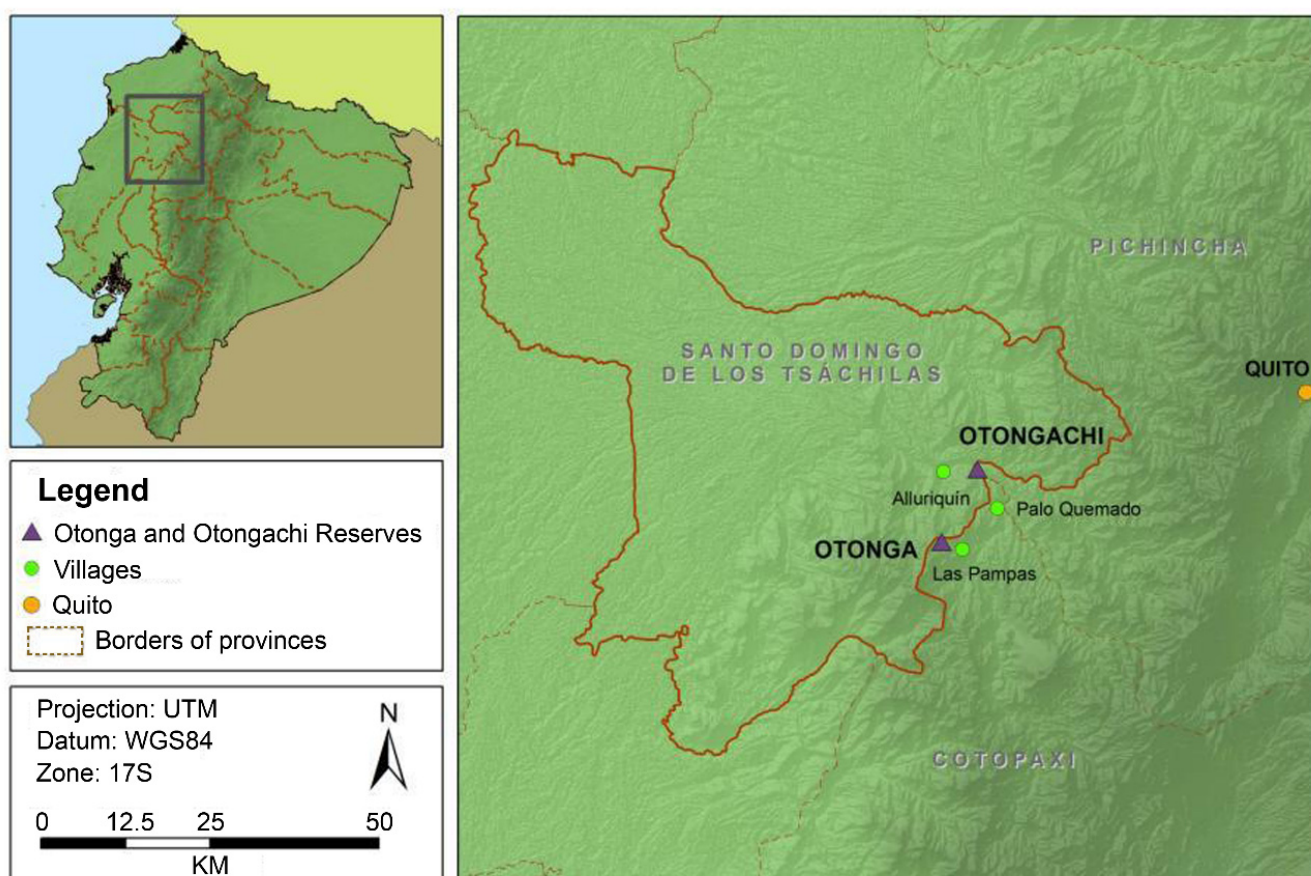 PICHINCHA
SANTO DOMINGO
DE LOS TSÁCHILAS
QUITO
OTONGACHI
Alluriquín
Palo Quemado
OTONGA
Las Pampas
COTOPAXI
Legend
Otonga and Otongachi Reserves
Villages
Quito
Borders of provinces
Projection: UTM
Datum: WGS84
Zone: 17S
N
0 12.5 25 50
KM